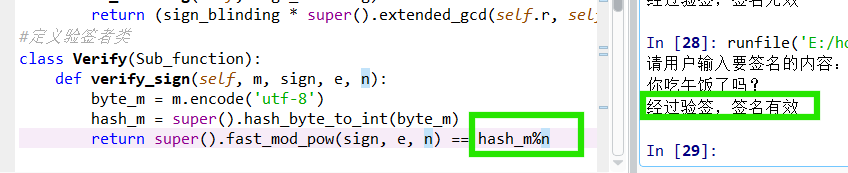 return (sign_blinding * super().extended_gcd(self.r, sel
#定义验签者类
class Verify(Sub_function):
def verify_sign(self, m, sign, e, n):
byte_m = m.encode('utf-8')
hash_m = super().hash_byte_to_int(byte_m)
return super().fast_mod_pow(sign, e, n) == hash_m%n
经过验签，签名无效
In [28]: runfile('E:/ho
请用户输入要签名的内容：
你吃午饭了吗？
经过验签，签名有效
In [29]: